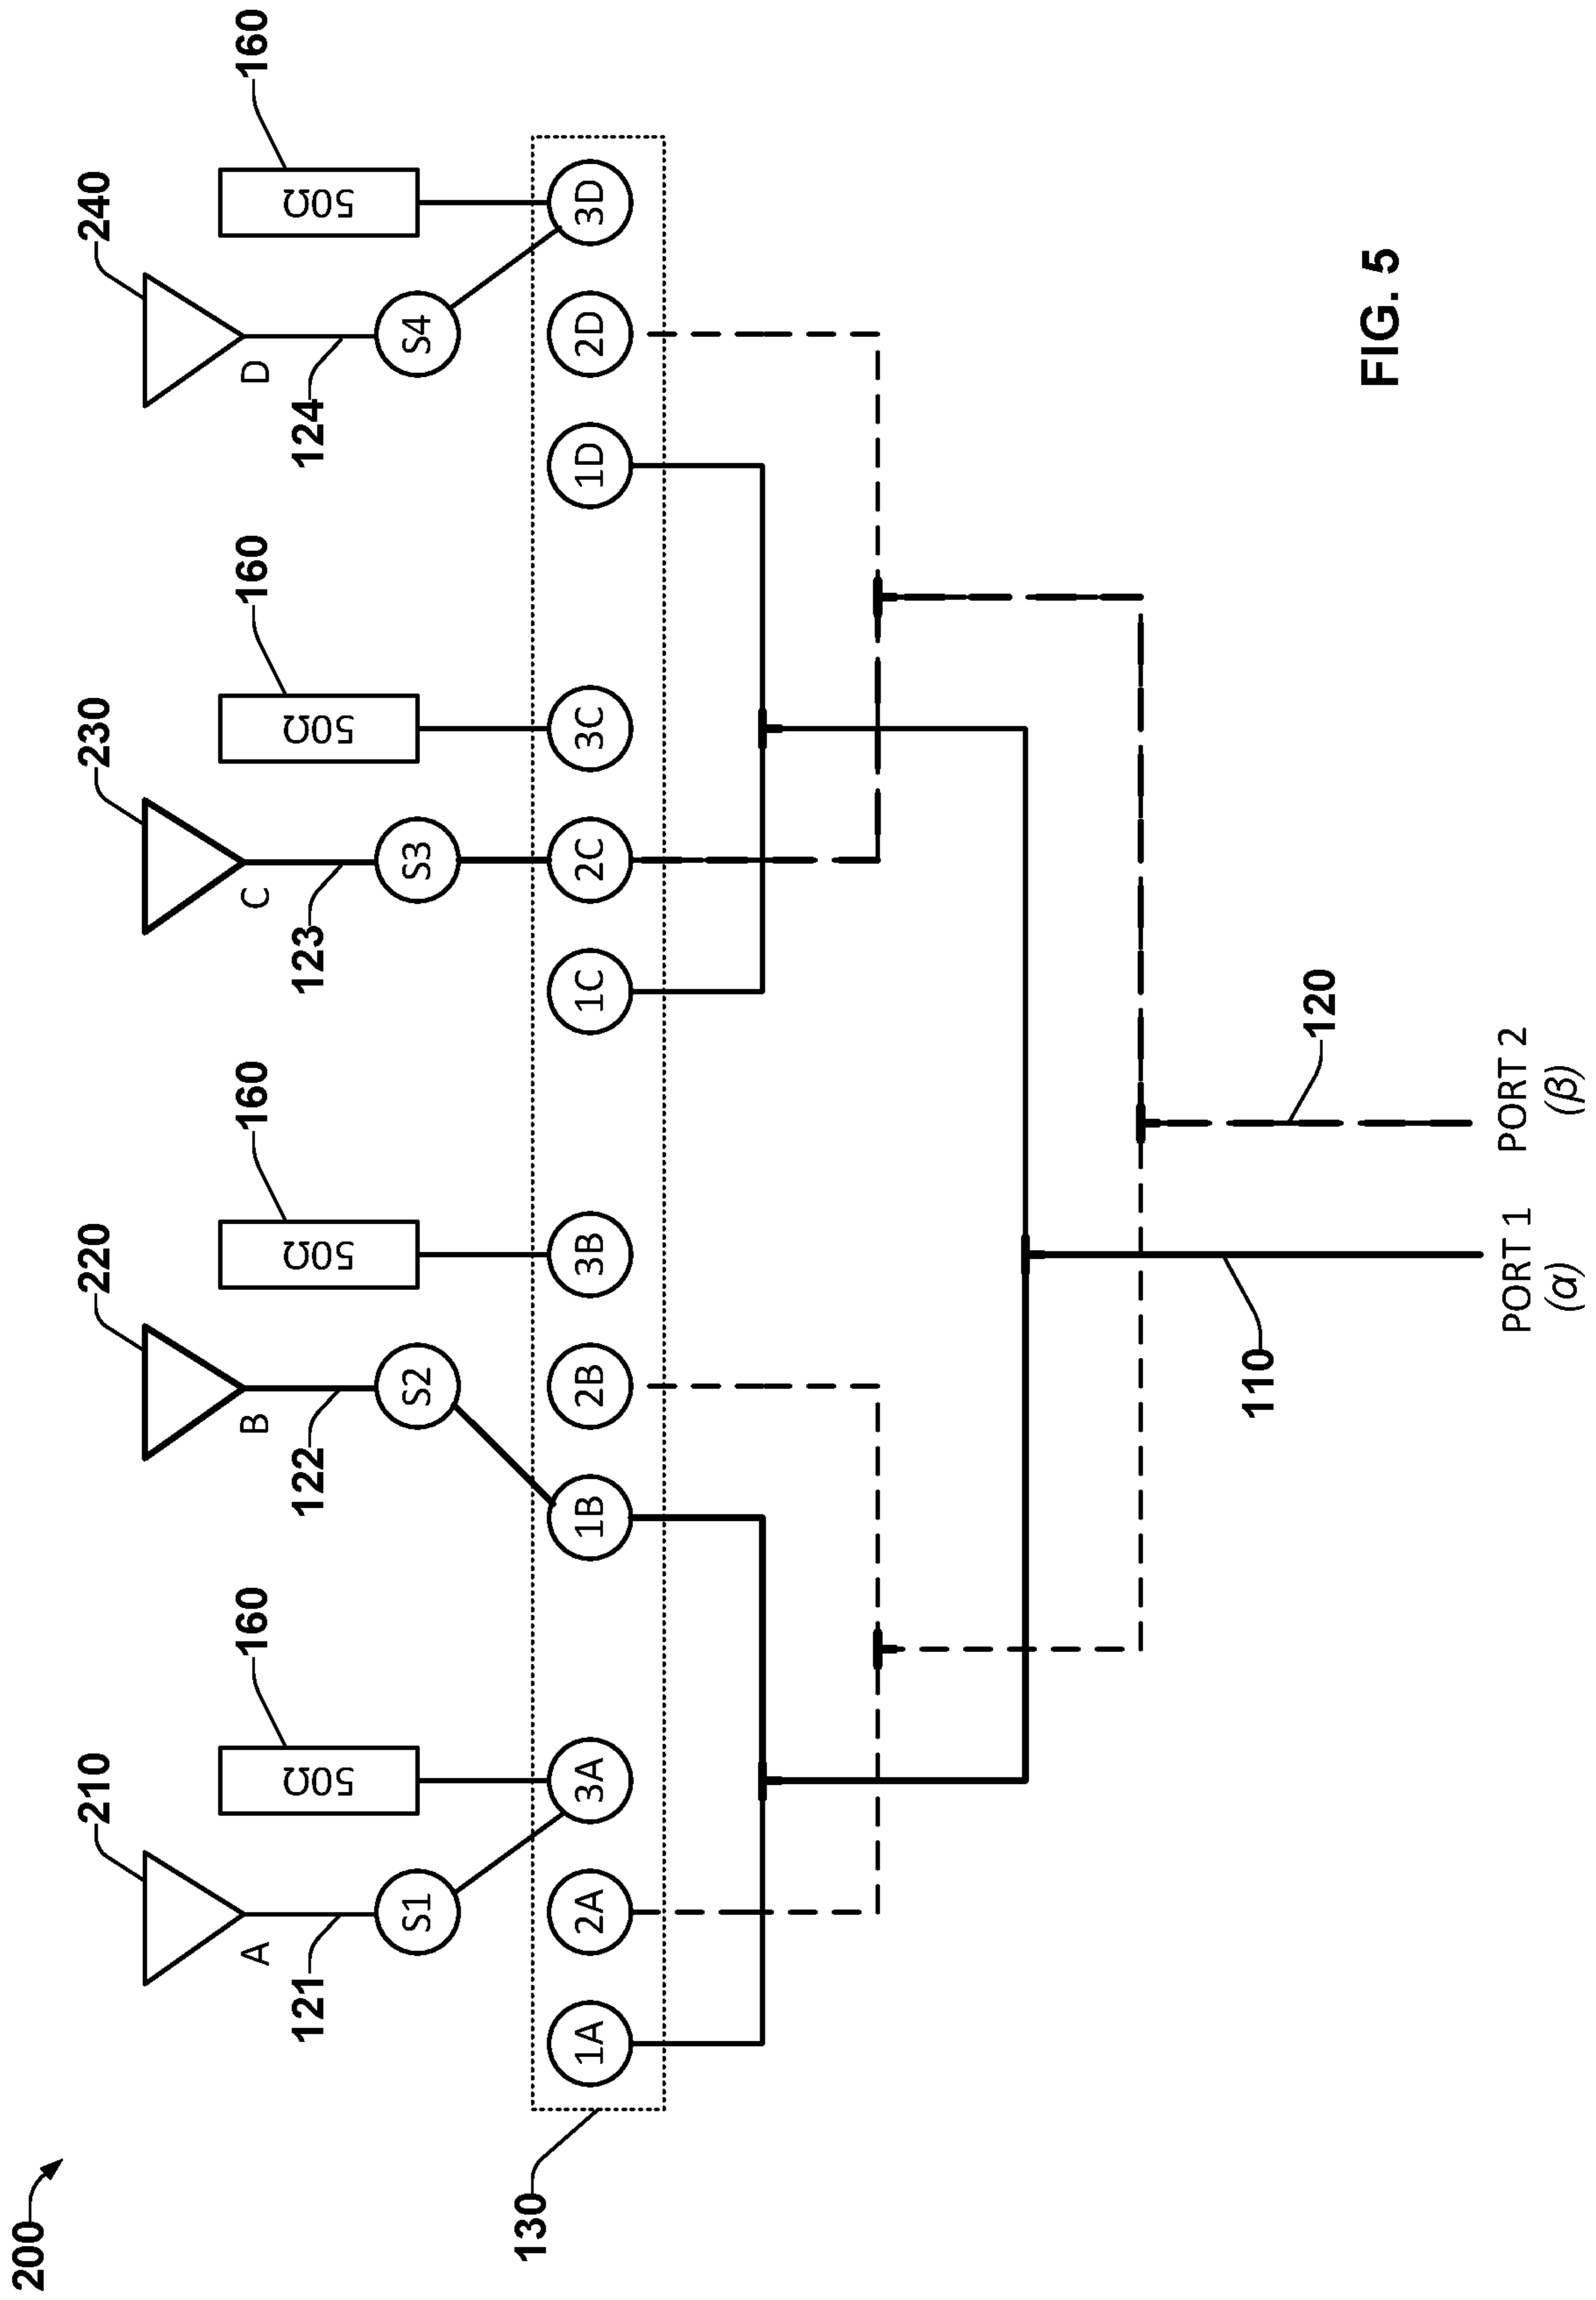 200
210
220
230
240
160
160
160
160
50Ω
50Ω
50Ω
50Ω
A
B
C
D
121
122
123
124
S1
S2
S3
S4
130
1A
2A
3A
1B
2B
3B
1C
2C
3C
1D
2D
3D
110
120
PORT 1
(α)
PORT 2
(β)
FIG. 5